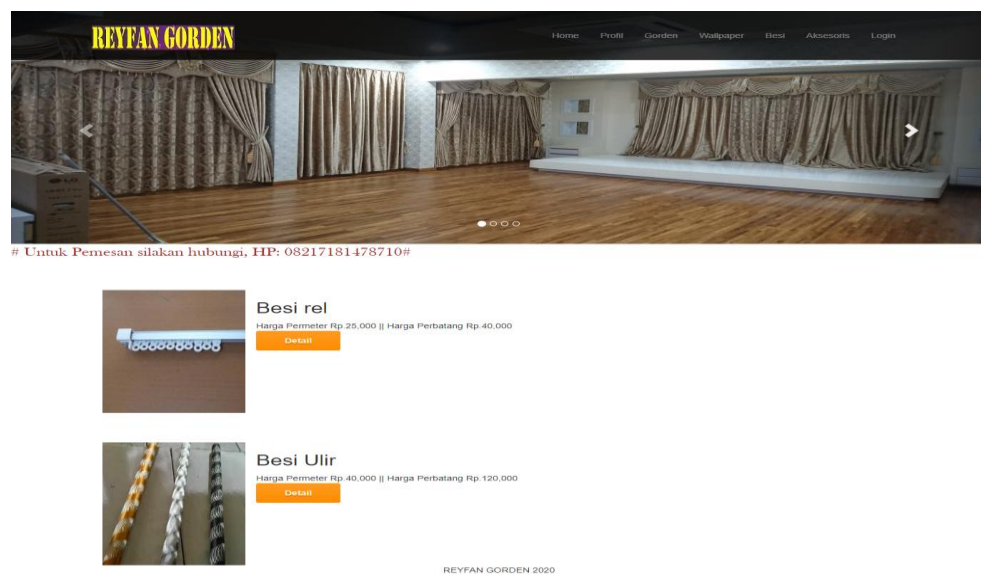 REYFAN GORDEN
Home Profil Gorden Wallpaper Besi Aksesoris Login
# Untuk Pemesan silakan hubungi, HP: 08217181478710#
Besi rel
Harga Permeter Rp.25,000 || Harga Perbatang Rp.40,000
Detail
Besi Ulir
Harga Permeter Rp.40,000 || Harga Perbatang Rp.120,000
Detail
REYFAN GORDEN 2020